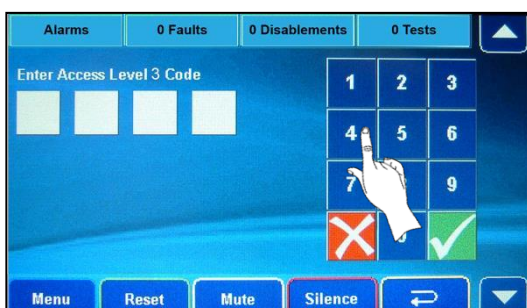 Alarms 0 Faults 0 Disablements 0 Tests
Enter Access Level 3 Code
1 2 3
4 5 6
7 9
Menu Reset Mute Silence